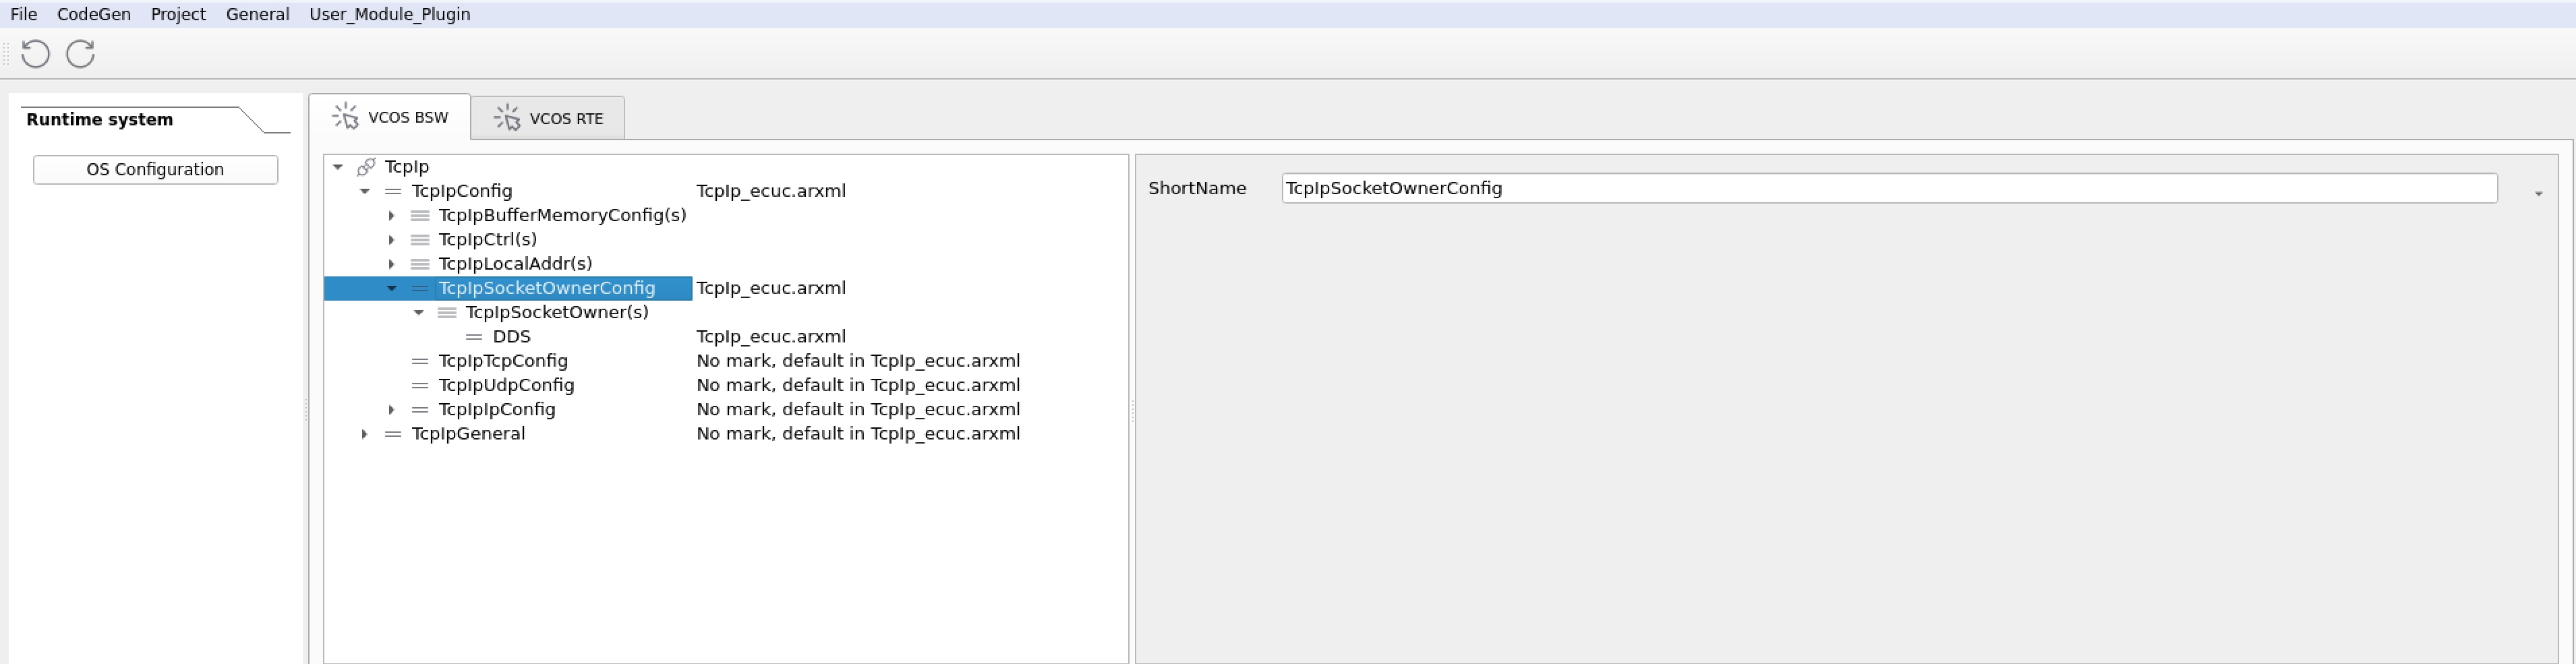 File CodeGen Project General User_Module_Plugin
Runtime system
OS Configuration
VCOS BSW VCOS RTE
TcpIp
TcpIpConfig TcpIp_ecuc.arxml
TcpIpBufferMemoryConfig(s)
TcpIpCtrl(s)
TcpIpLocalAddr(s)
TcpIpSocketOwnerConfig TcpIp_ecuc.arxml
TcpIpSocketOwner(s)
DDS TcpIp_ecuc.arxml
TcpIpTcpConfig No mark, default in TcpIp_ecuc.arxml
TcpIpUdpConfig No mark, default in TcpIp_ecuc.arxml
TcpIpIpConfig No mark, default in TcpIp_ecuc.arxml
TcpIpGeneral No mark, default in TcpIp_ecuc.arxml
ShortName TcpIpSocketOwnerConfig